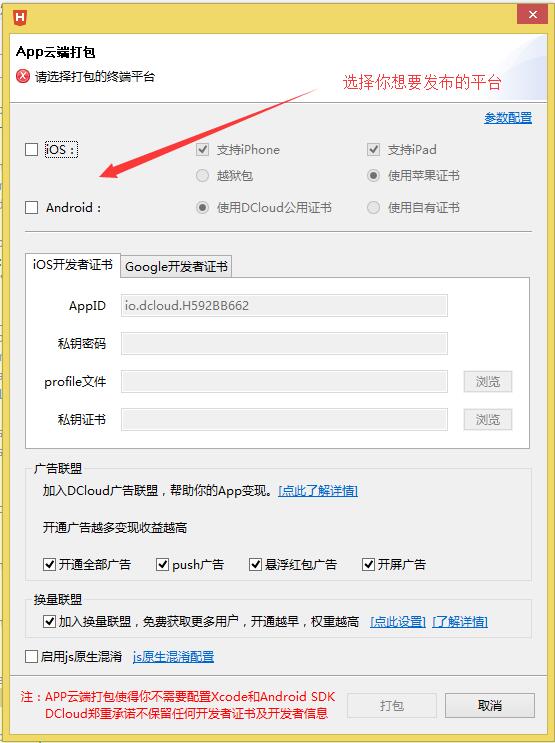 App云端打包
请选择打包的终端平台
选择你想要发布的平台
参数配置
iOS：
支持iPhone
支持iPad
越狱包
使用苹果证书
Android：
使用DCloud公用证书
使用自有证书
iOS开发者证书
Google开发者证书
AppID
io.dcloud.H592BB662
私钥密码
profile文件
浏览
私钥证书
浏览
广告联盟
加入DCloud广告联盟，帮助你的App变现。[点此了解详情]
开通广告越多变现收益越高
开通全部广告
push广告
悬浮红包广告
开屏广告
换量联盟
加入换量联盟，免费获取更多用户，开通越早，权重越高 [点此设置] [了解详情]
启用js原生混淆 js原生混淆配置
注：APP云端打包使得你不需要配置Xcode和Android SDK
DCloud郑重承诺不保留任何开发者证书及开发者信息
打包
取消